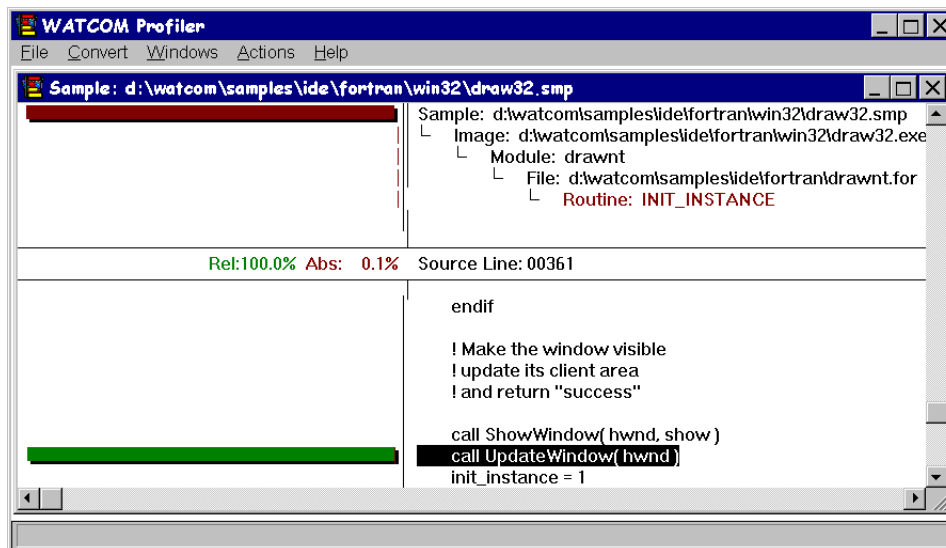 WATCOM Profiler
File Convert Windows Actions Help
Sample: d:\watcom\samples\ide\fortran\win32\draw32.smp
Sample: d:\watcom\samples\ide\fortran\win32\draw32.smp
Image: d:\watcom\samples\ide\fortran\win32\draw32.exe
Module: drawnt
File: d:\watcom\samples\ide\fortran\drawnt.for
Routine: INIT_INSTANCE
Rel:100.0% Abs: 0.1% Source Line: 00361
endif
! Make the window visible
! update its client area
! and return "success"
call ShowWindow( hwnd, show )
call UpdateWindow( hwnd )
init_instance = 1